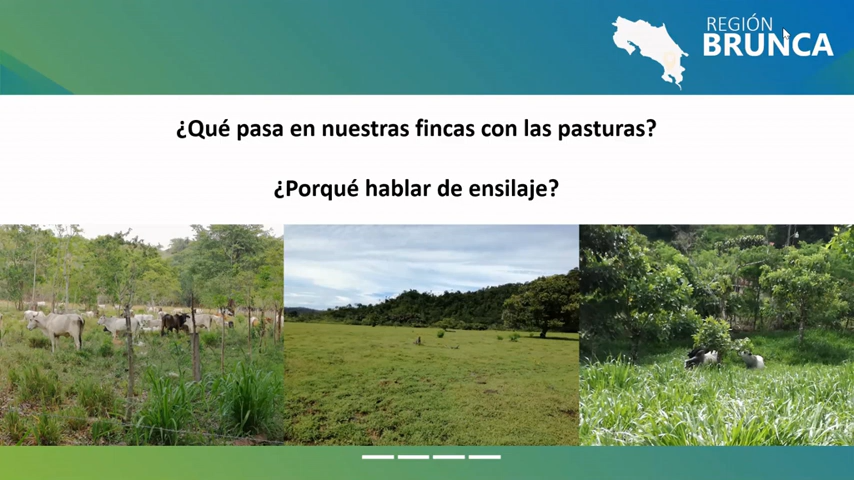 REGIÓN
BRUNCA
¿Qué pasa en nuestras fincas con las pasturas?
¿Porqué hablar de ensilaje?